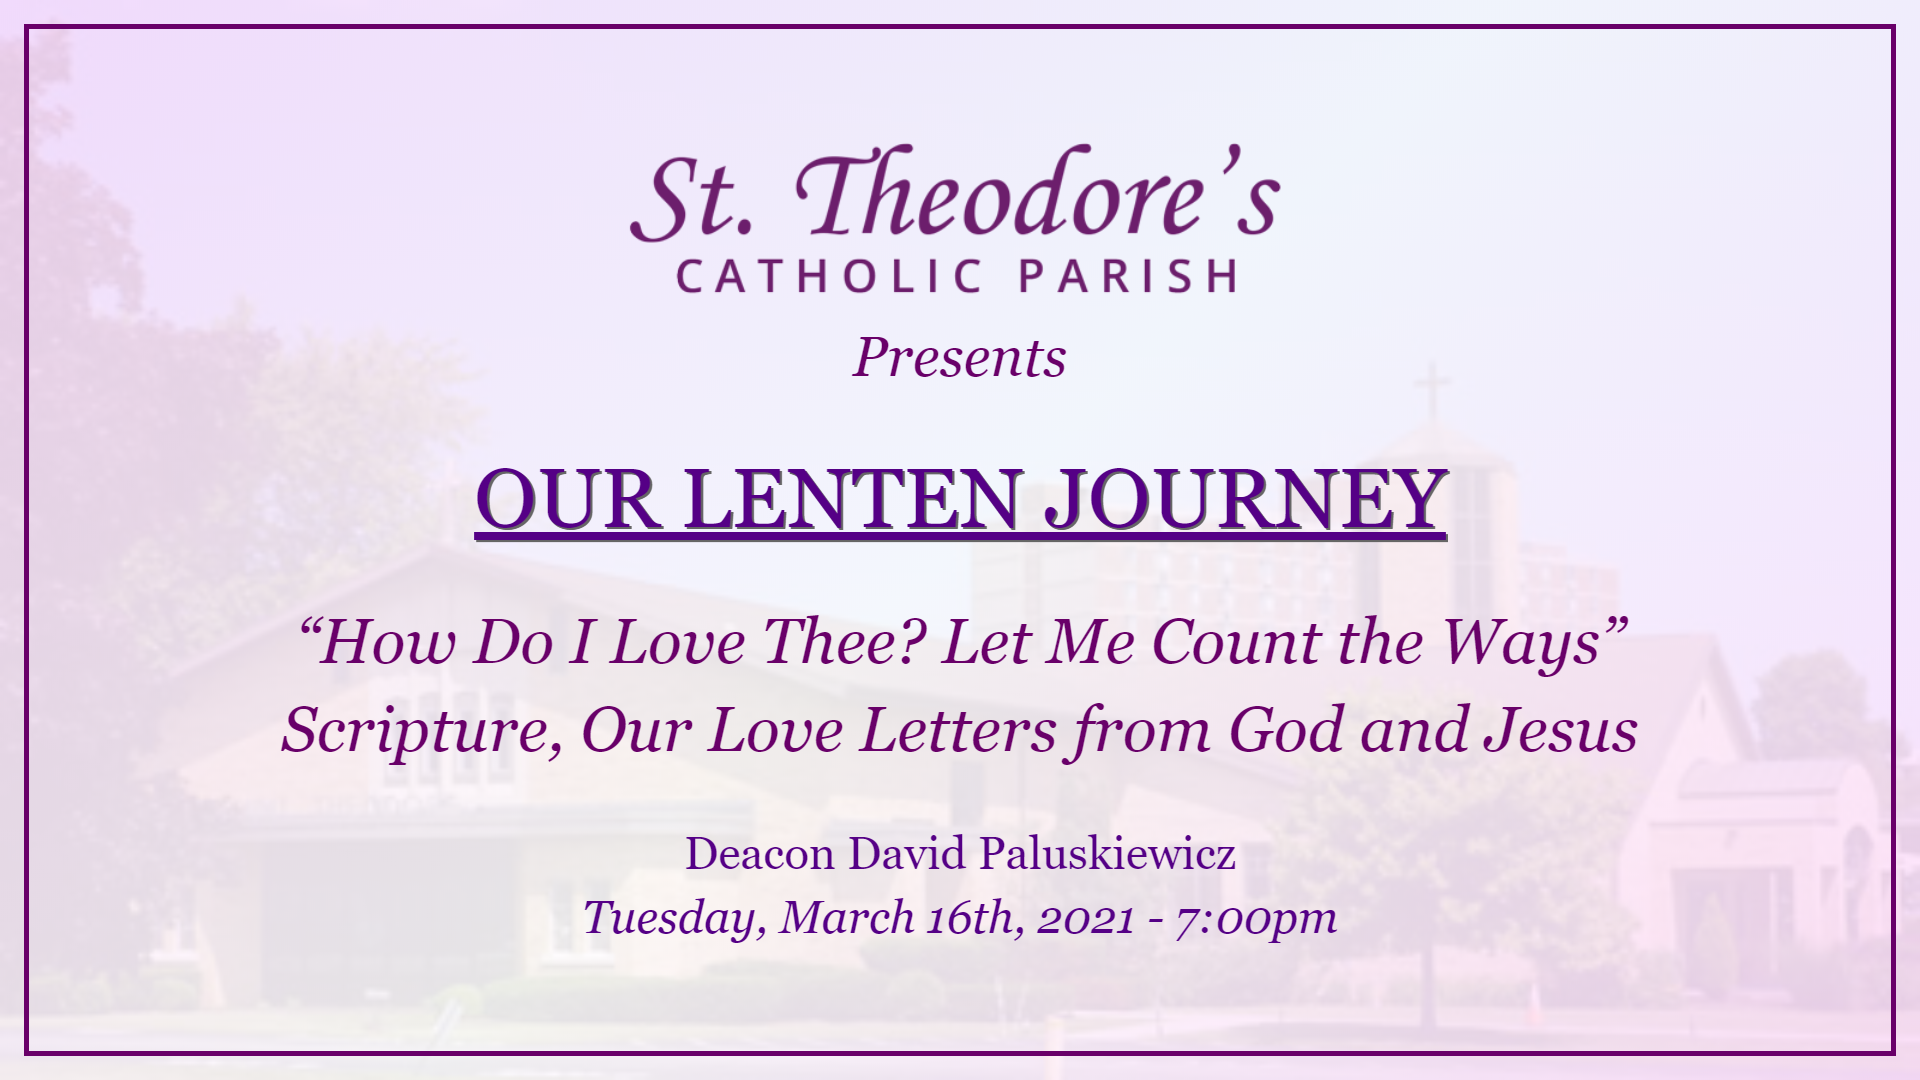 St. Theodore’s
CATHOLIC PARISH
Presents
OUR LENTEN JOURNEY
“How Do I Love Thee? Let Me Count the Ways”
Scripture, Our Love Letters from God and Jesus
Deacon David Paluskiewicz
Tuesday, March 16th, 2021 - 7:00pm